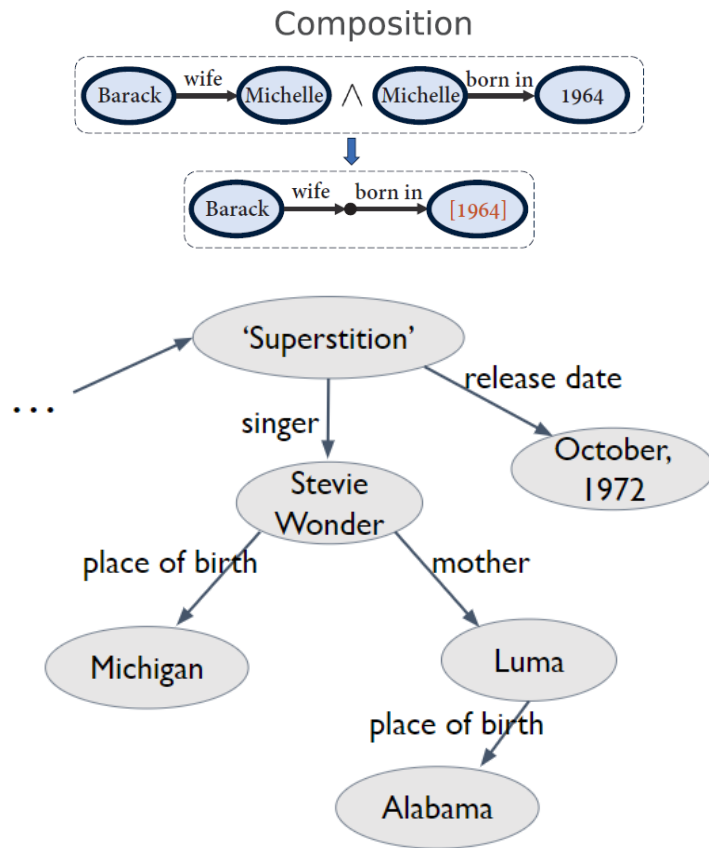 Composition
wife born in
Barack Michelle ∧ Michelle 1964
wife born in
Barack [1964]
'Superstition'
release date
...
singer
October,
1972
Stevie
Wonder
place of birth mother
Michigan Luma
place of birth
Alabama